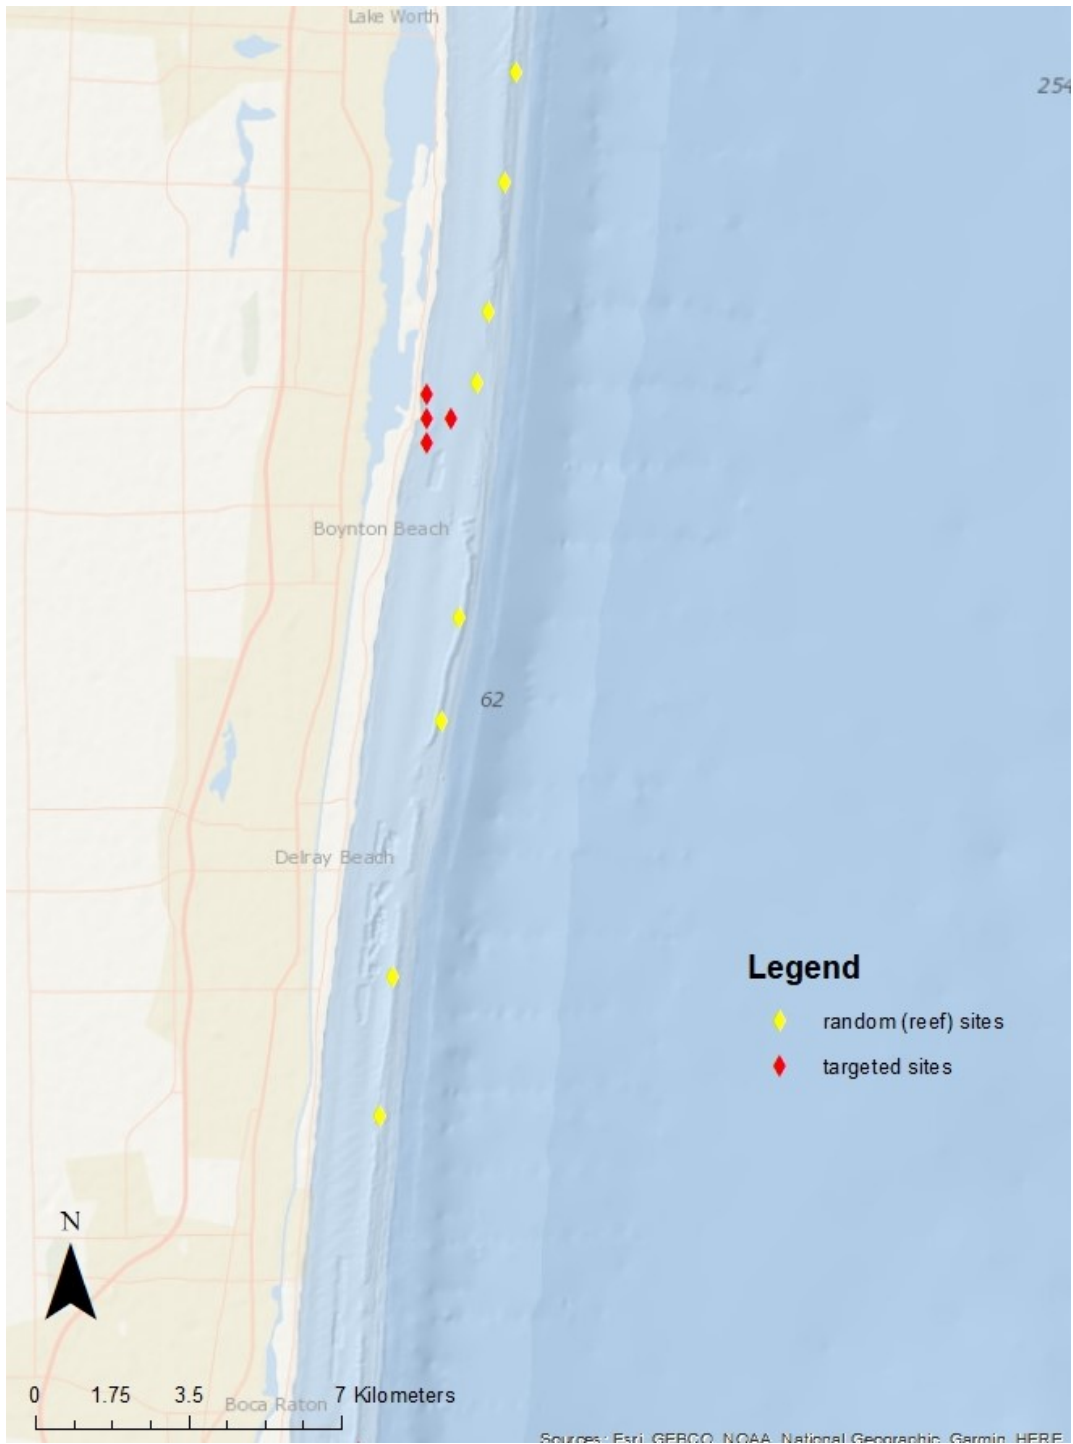 Lake Worth
254
Boynton Beach
62
Delray Beach
Legend
random (reef) sites
targeted sites
N
0 1.75 3.5 7 Kilometers
Boca Raton
Sources: Esri, GEBCO, NOAA, National Geographic, Garmin, HERE,